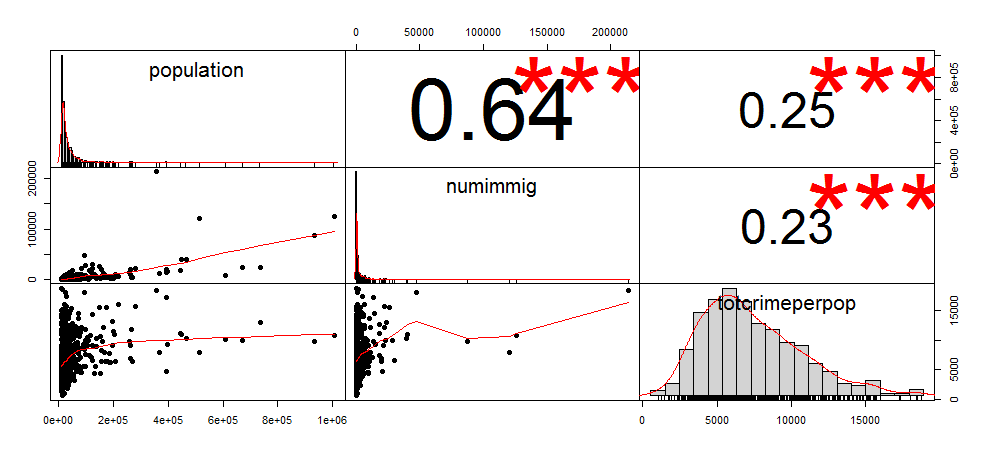 0 50000 100000 150000 200000
population
0.64
***
0.25
***
0e+00 4e+05 8e+05
0 100000 200000
numimmig
0.23
***
totcrimeperpop
0 50000 15000
0e+00 2e+05 4e+05 6e+05 8e+05 1e+06
0 5000 10000 15000